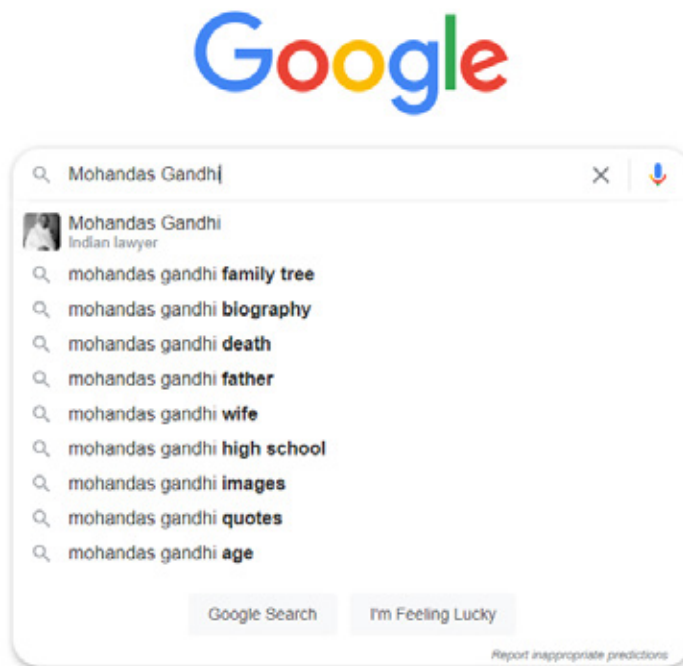 Google
Mohandas Gandhi
Mohandas Gandhi
Indian lawyer
mohandas gandhi family tree
mohandas gandhi biography
mohandas gandhi death
mohandas gandhi father
mohandas gandhi wife
mohandas gandhi high school
mohandas gandhi images
mohandas gandhi quotes
mohandas gandhi age
Google Search I'm Feeling Lucky
Report inappropriate predictions